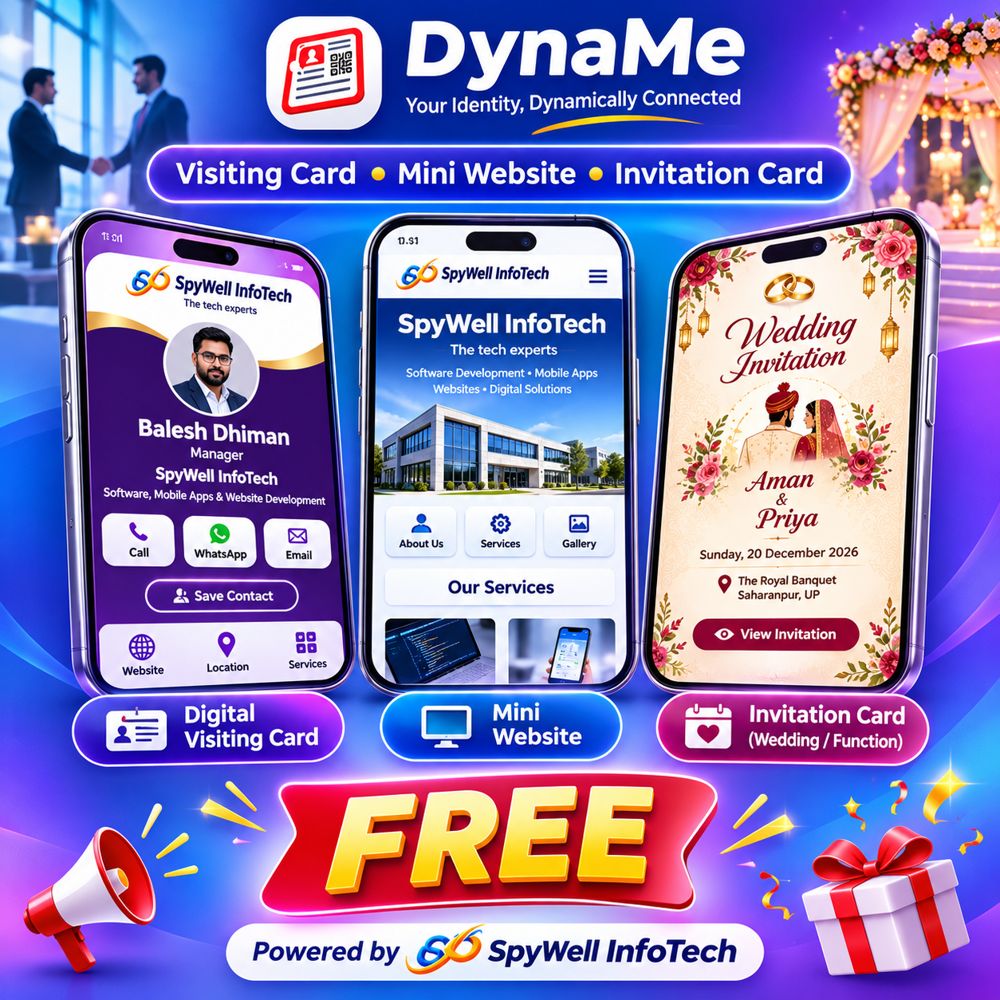 DynaMe
Your Identity, Dynamically Connected
Visiting Card • Mini Website • Invitation Card
SpyWell InfoTech
The tech experts
Balesh Dhiman
Manager
SpyWell InfoTech
Software, Mobile Apps & Website Development
Call
WhatsApp
Email
Save Contact
Website
Location
Services
SpyWell InfoTech
SpyWell InfoTech
The tech experts
Software Development • Mobile Apps
Websites • Digital Solutions
About Us
Services
Gallery
Our Services
Wedding
Invitation
Aman
&
Priya
Sunday, 20 December 2026
The Royal Banquet
Saharanpur, UP
View Invitation
Digital
Visiting Card
Mini
Website
Invitation Card
(Wedding / Function)
FREE
Powered by SpyWell InfoTech